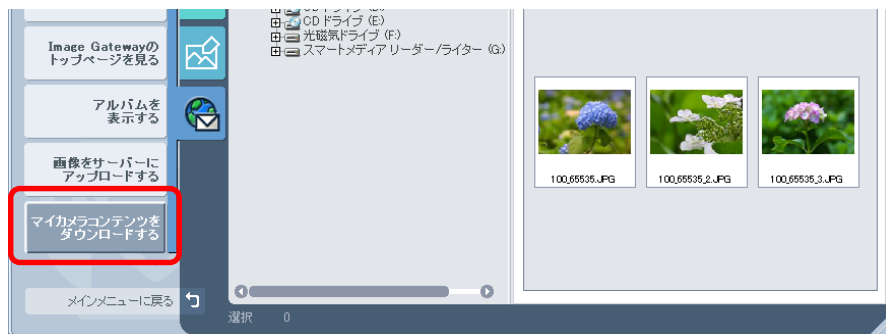 CD ドライブ (E:)
光磁気ドライブ (F:)
スマートメディア リーダー/ライター (G:)
Image Gatewayの
トップページを見る
アルバムを
表示する
画像をサーバーに
アップロードする
マイカメラコンテンツを
ダウンロードする
メインメニューに戻る
100_65535.JPG
100_65535_2.JPG
100_65535_3.JPG
選択 0